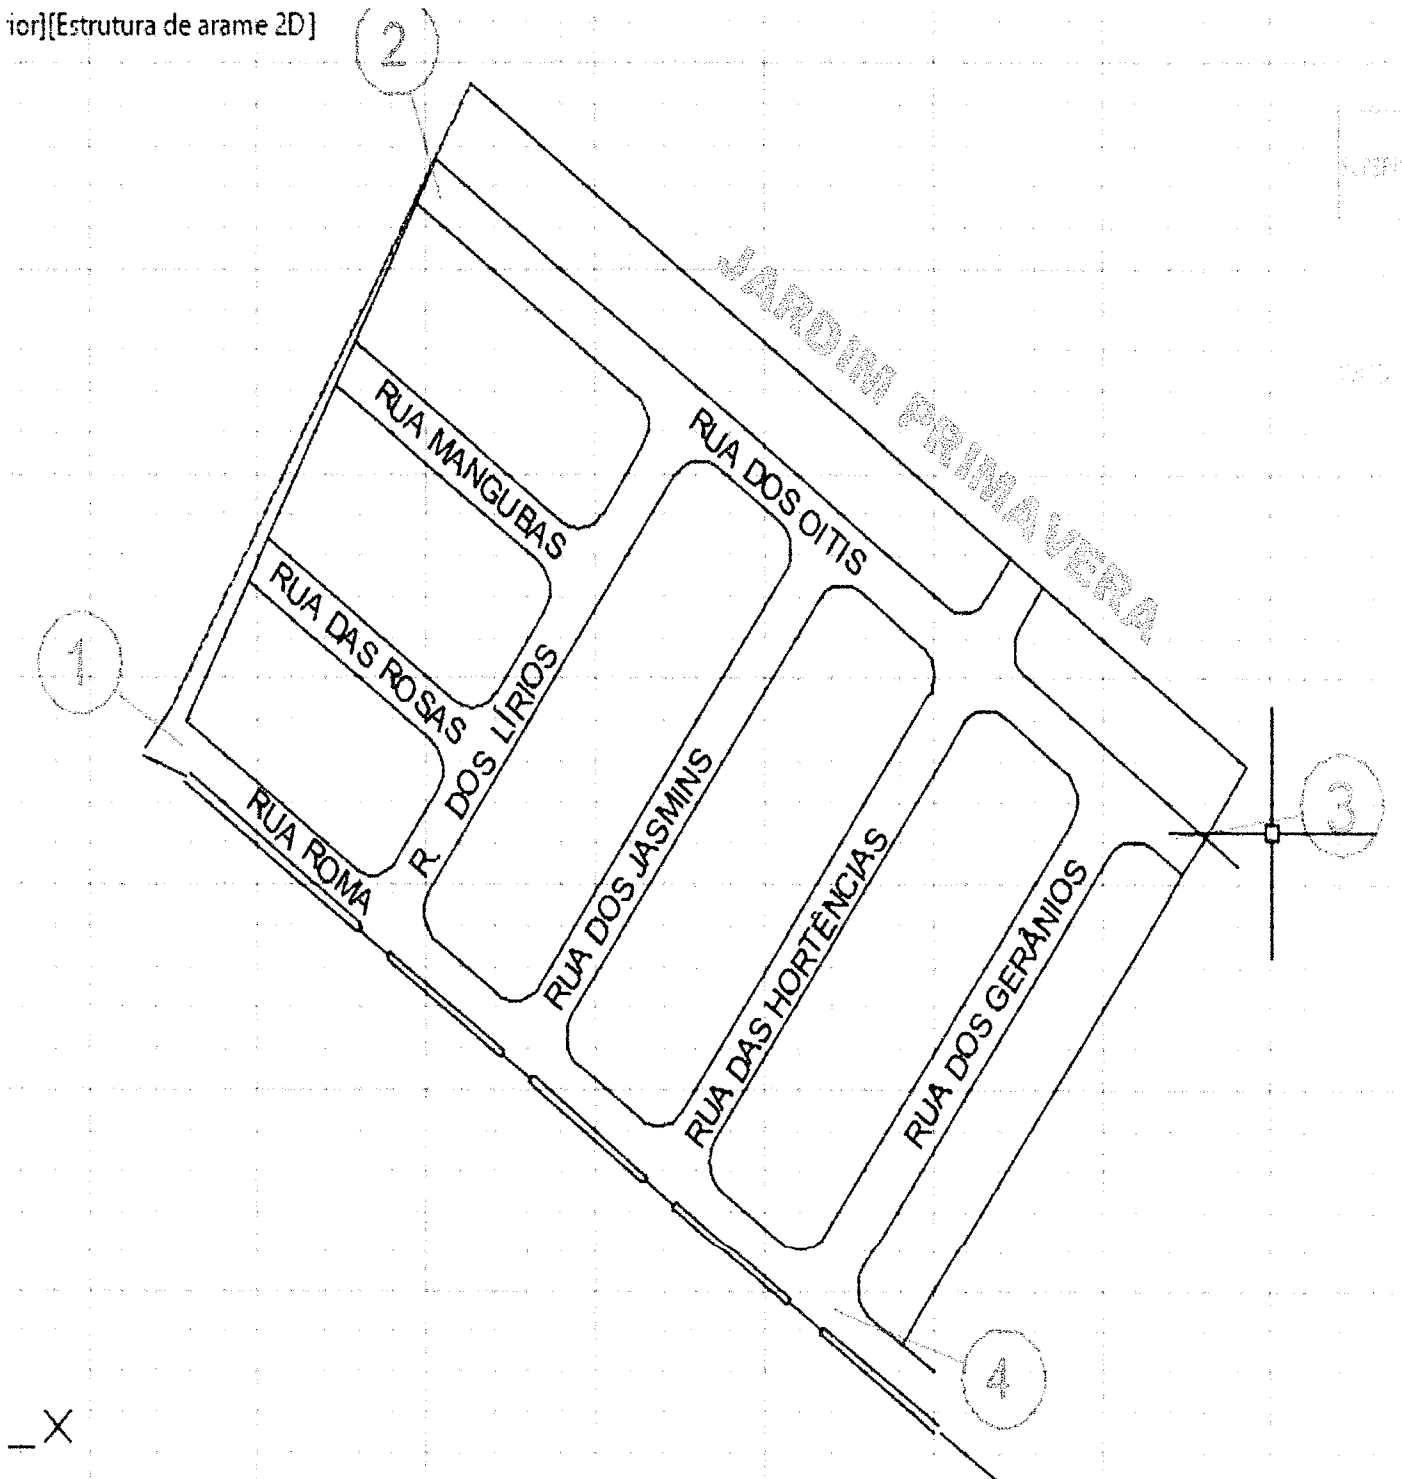 ior][Estrutura de arame 2D]
2
JARDIM PRIMAVERA
RUA DOS OITIS
RUA MANGUBAS
RUA DAS ROSAS
1
R. DOS LÍRIOS
RUA ROMA
RUA DOS JASMINS
3
RUA DAS HORTÊNCIAS
RUA DOS GERÂNIOS
4
X